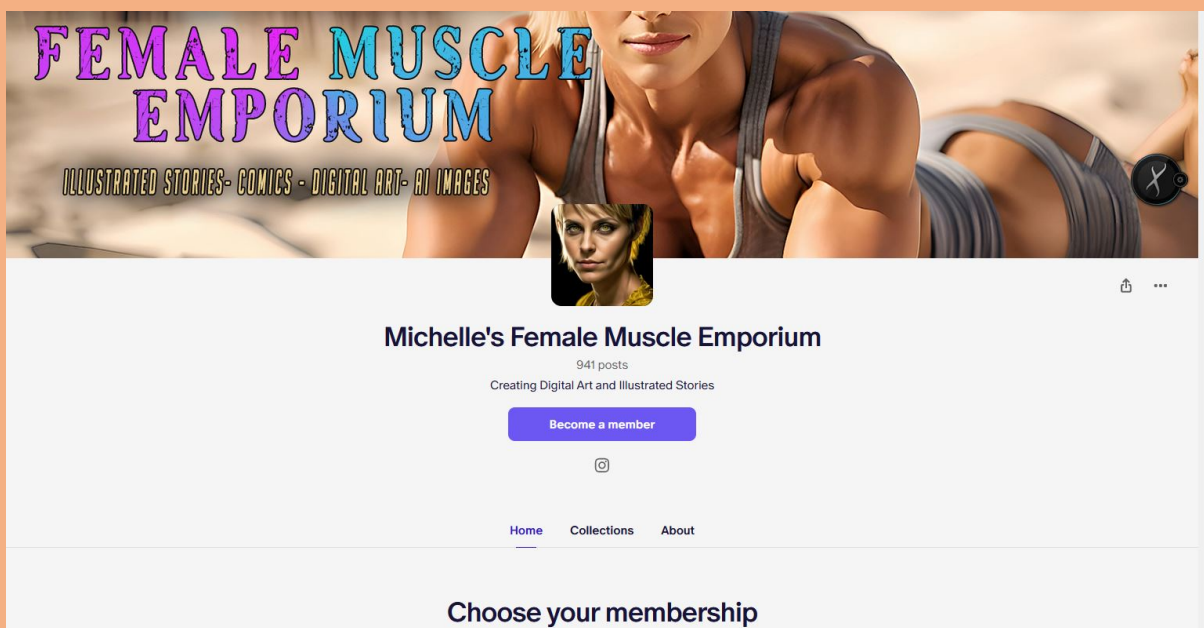 FEMALE MUSCLE
EMPORIUM
ILLUSTRATED STORIES- COMICS - DIGITAL ART- AI IMAGES
Michelle's Female Muscle Emporium
941 posts
Creating Digital Art and Illustrated Stories
Become a member
Home Collections About
Choose your membership